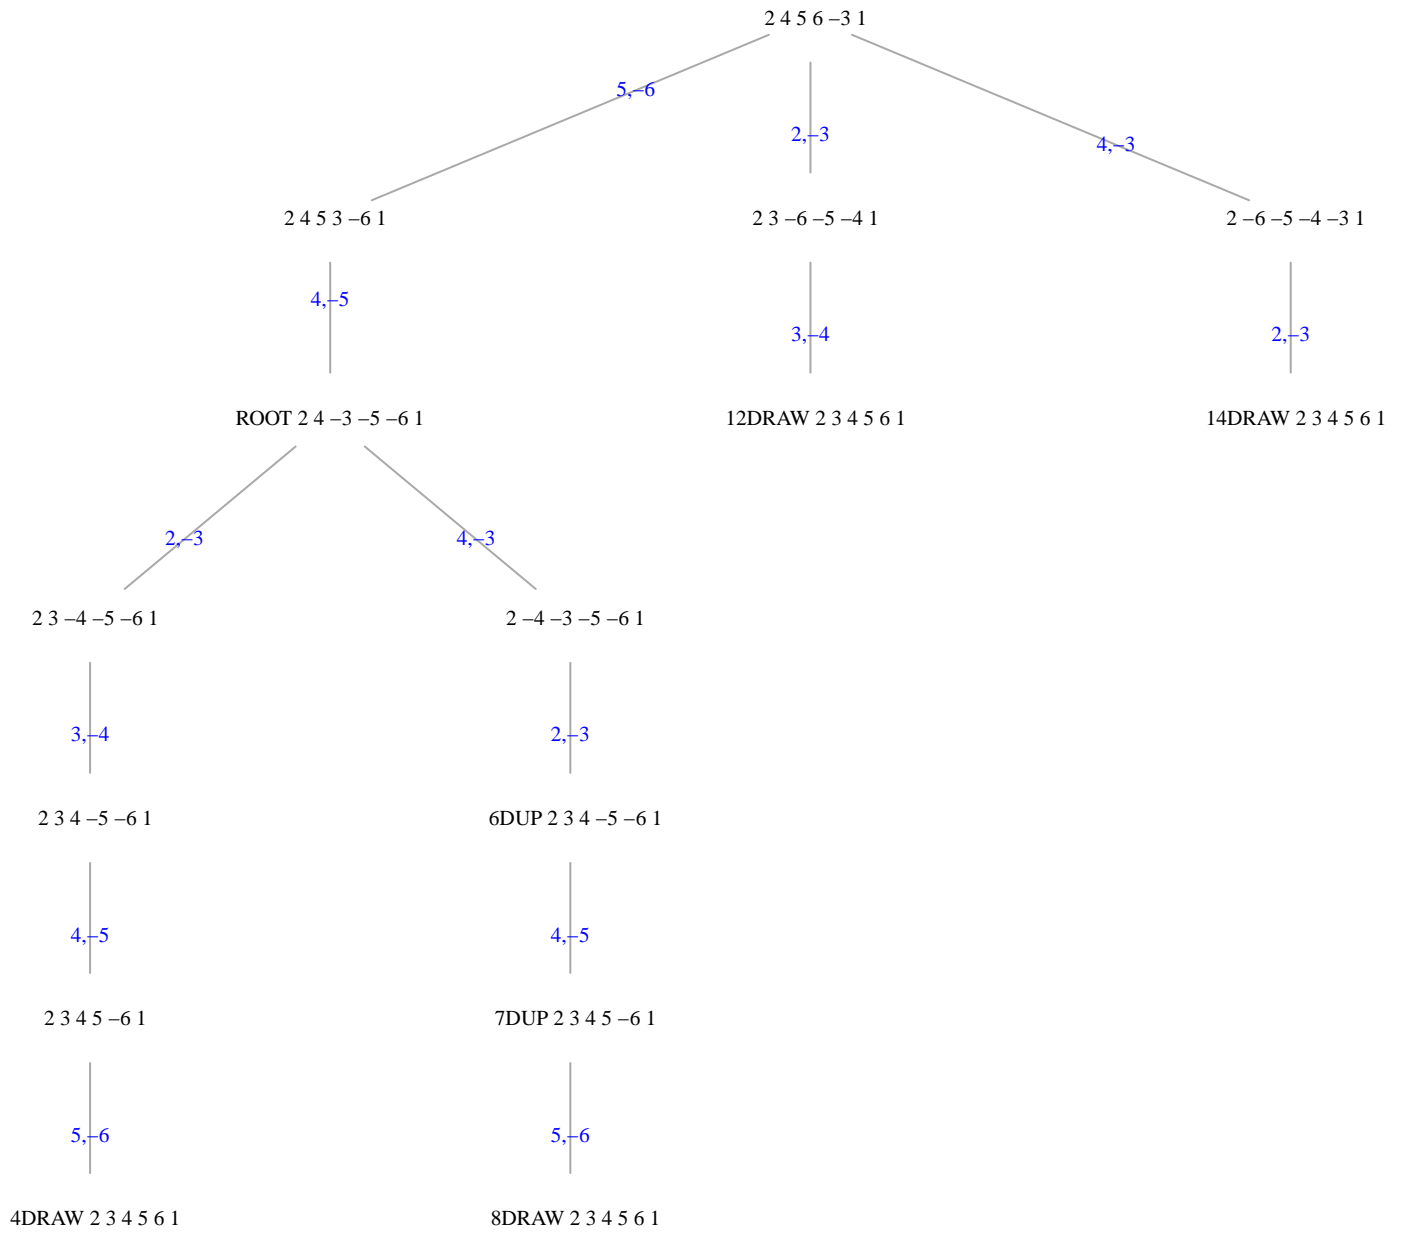 2 4 5 6 –3 1
5,–6
2,–3
4,–3
2 4 5 3 –6 1
2 3 –6 –5 –4 1
2 –6 –5 –4 –3 1
4,–5
3,–4
2,–3
ROOT 2 4 –3 –5 –6 1
12DRAW 2 3 4 5 6 1
14DRAW 2 3 4 5 6 1
2,–3
4,–3
2 3 –4 –5 –6 1
2 –4 –3 –5 –6 1
3,–4
2,–3
2 3 4 –5 –6 1
6DUP 2 3 4 –5 –6 1
4,–5
4,–5
2 3 4 5 –6 1
7DUP 2 3 4 5 –6 1
5,–6
5,–6
4DRAW 2 3 4 5 6 1
8DRAW 2 3 4 5 6 1